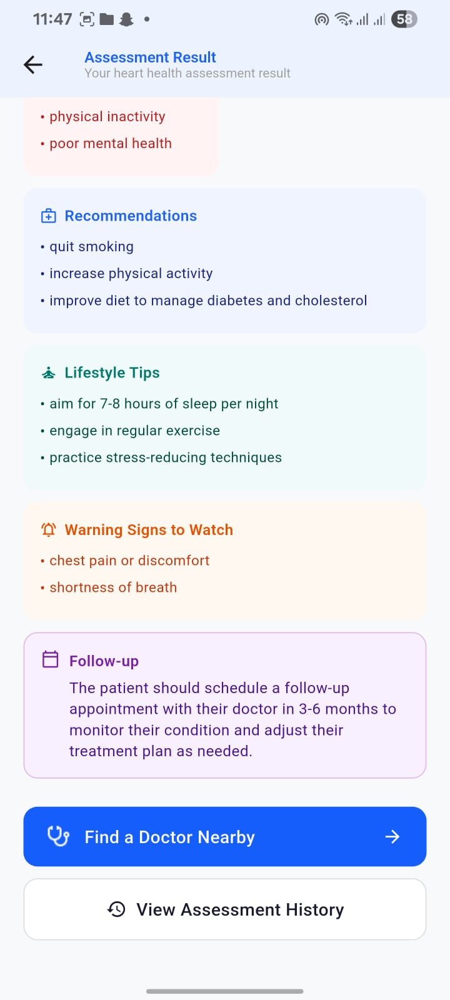 11:47
58
Assessment Result
Your heart health assessment result
• physical inactivity
• poor mental health
Recommendations
• quit smoking
• increase physical activity
• improve diet to manage diabetes and cholesterol
Lifestyle Tips
• aim for 7-8 hours of sleep per night
• engage in regular exercise
• practice stress-reducing techniques
Warning Signs to Watch
• chest pain or discomfort
• shortness of breath
Follow-up
The patient should schedule a follow-up
appointment with their doctor in 3-6 months to
monitor their condition and adjust their
treatment plan as needed.
Find a Doctor Nearby
View Assessment History